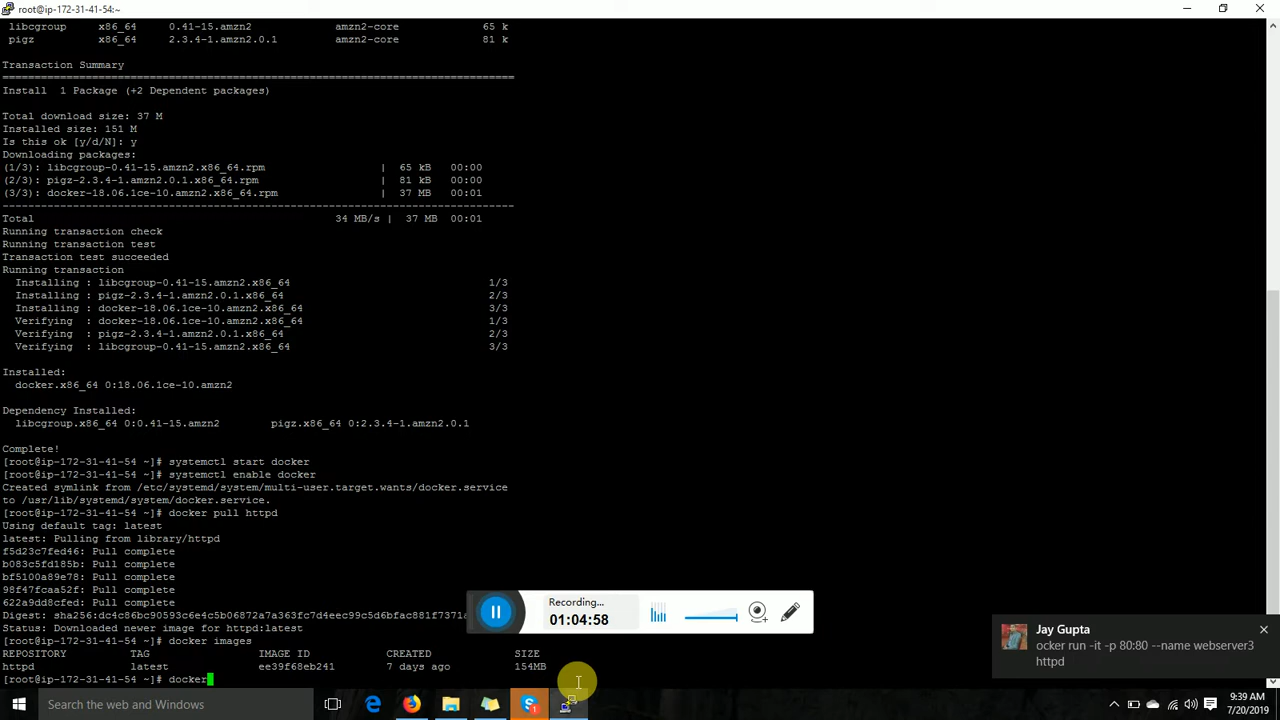 root@ip-172-31-41-54:~
libcgroup x86_64 0.41-15.amzn2 amzn2-core 65 k
pigz x86_64 2.3.4-1.amzn2.0.1 amzn2-core 81 k
Transaction Summary
================================================================================
Install 1 Package (+2 Dependent packages)
Total download size: 37 M
Installed size: 151 M
Is this ok [y/d/N]: y
Downloading packages:
(1/3): libcgroup-0.41-15.amzn2.x86_64.rpm | 65 kB 00:00
(2/3): pigz-2.3.4-1.amzn2.0.1.x86_64.rpm | 81 kB 00:00
(3/3): docker-18.06.1ce-10.amzn2.x86_64.rpm | 37 MB 00:01
--------------------------------------------------------------------------------
Total 34 MB/s | 37 MB 00:01
Running transaction check
Running transaction test
Transaction test succeeded
Running transaction
Installing : libcgroup-0.41-15.amzn2.x86_64 1/3
Installing : pigz-2.3.4-1.amzn2.0.1.x86_64 2/3
Installing : docker-18.06.1ce-10.amzn2.x86_64 3/3
Verifying : docker-18.06.1ce-10.amzn2.x86_64 1/3
Verifying : pigz-2.3.4-1.amzn2.0.1.x86_64 2/3
Verifying : libcgroup-0.41-15.amzn2.x86_64 3/3
Installed:
docker.x86_64 0:18.06.1ce-10.amzn2
Dependency Installed:
libcgroup.x86_64 0:0.41-15.amzn2 pigz.x86_64 0:2.3.4-1.amzn2.0.1
Complete!
[root@ip-172-31-41-54 ~]# systemctl start docker
[root@ip-172-31-41-54 ~]# systemctl enable docker
Created symlink from /etc/systemd/system/multi-user.target.wants/docker.service
to /usr/lib/systemd/system/docker.service.
[root@ip-172-31-41-54 ~]# docker pull httpd
Using default tag: latest
latest: Pulling from library/httpd
f5d23c7fed46: Pull complete
b083c5fd185b: Pull complete
bf5100a89e78: Pull complete
98f47fcaa52f: Pull complete
622a9dd8cfed: Pull complete
Digest: sha256:dc4c86bc90593c6e4c5b06872a7a363fc7d4eec99c5d6bfac881f7371a
Status: Downloaded newer image for httpd:latest
[root@ip-172-31-41-54 ~]# docker images
REPOSITORY TAG IMAGE ID CREATED SIZE
httpd latest ee39f68eb241 7 days ago 154MB
[root@ip-172-31-41-54 ~]# docker
Recording...
01:04:58
Jay Gupta
ocker run -it -p 80:80 --name webserver3
httpd
Search the web and Windows
1
9:39 AM
7/20/2019